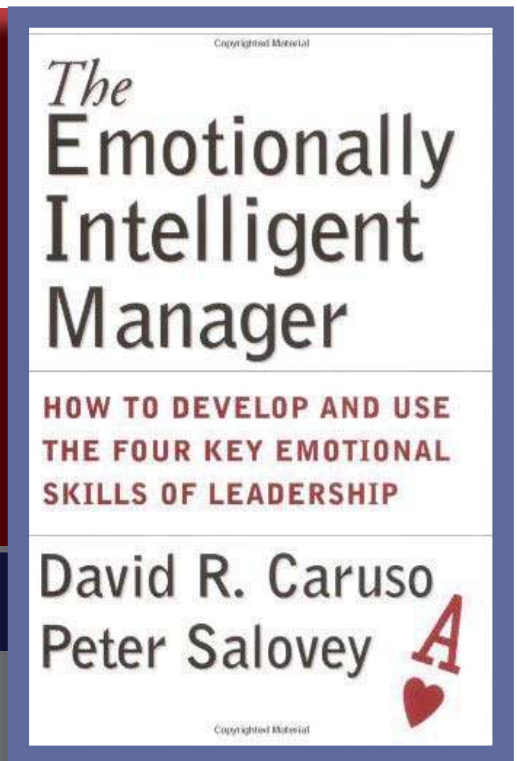 Copyrighted Material
The
Emotionally
Intelligent
Manager
HOW TO DEVELOP AND USE
THE FOUR KEY EMOTIONAL
SKILLS OF LEADERSHIP
David R. Caruso
Peter Salovey
A
Copyrighted Material